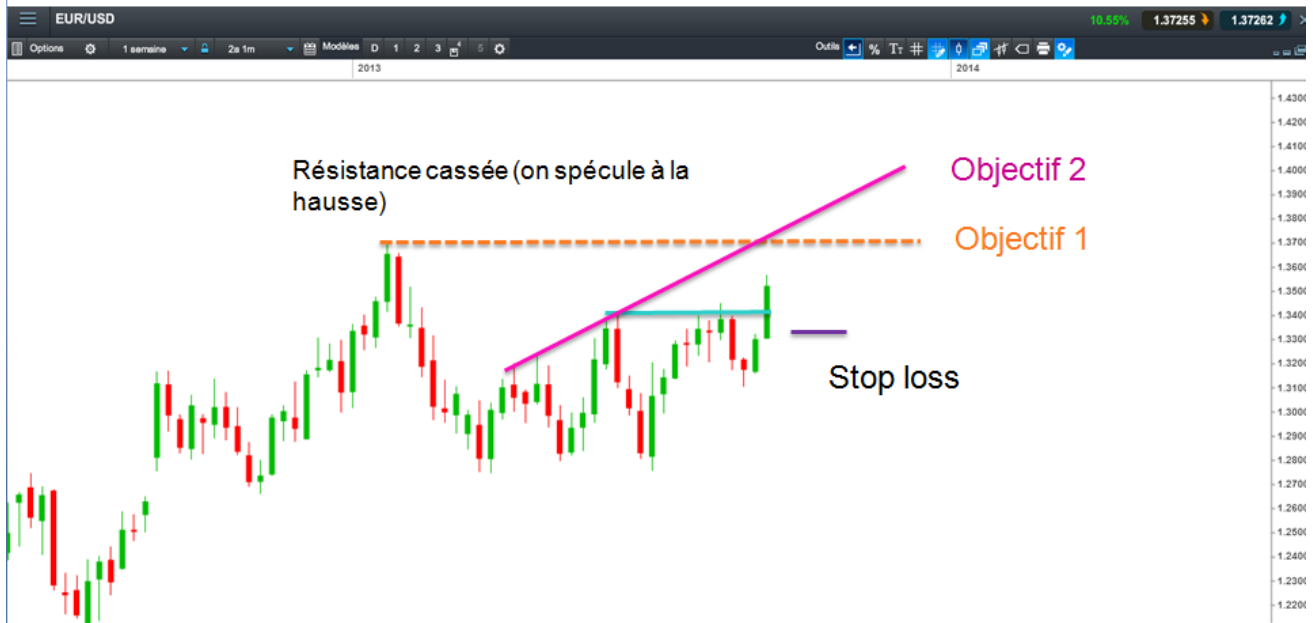 EUR/USD
10.55% 1.37255 1.37262
Options 1 semaine 2a 1m Modèles D 1 2 3 4 5 Outils % TT
2013 2014
1.4300
1.4200
1.4100
1.4000
1.3900
1.3800
1.3700
1.3600
1.3500
1.3400
1.3300
1.3200
1.3100
1.3000
1.2900
1.2800
1.2700
1.2600
1.2500
1.2400
1.2300
1.2200
Résistance cassée (on spécule à la
hausse)
Objectif 2
Objectif 1
Stop loss